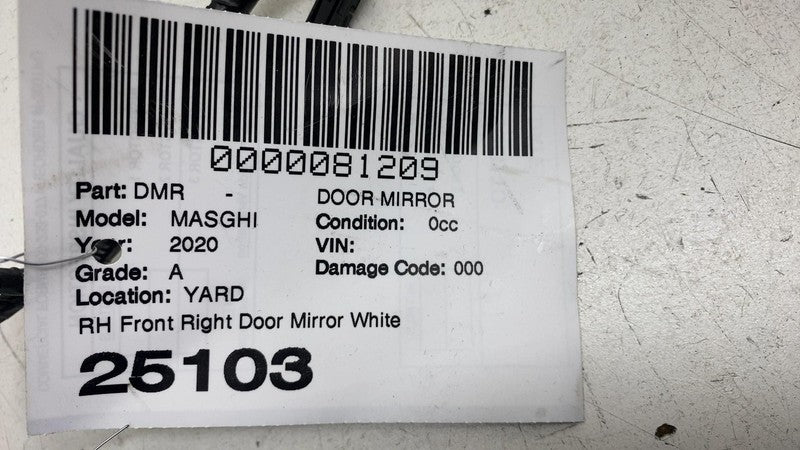 0000081209
Part: DMR - DOOR MIRROR
Model: MASGHI Condition: 0cc
Year: 2020 VIN:
Grade: A Damage Code: 000
Location: YARD
RH Front Right Door Mirror White
25103